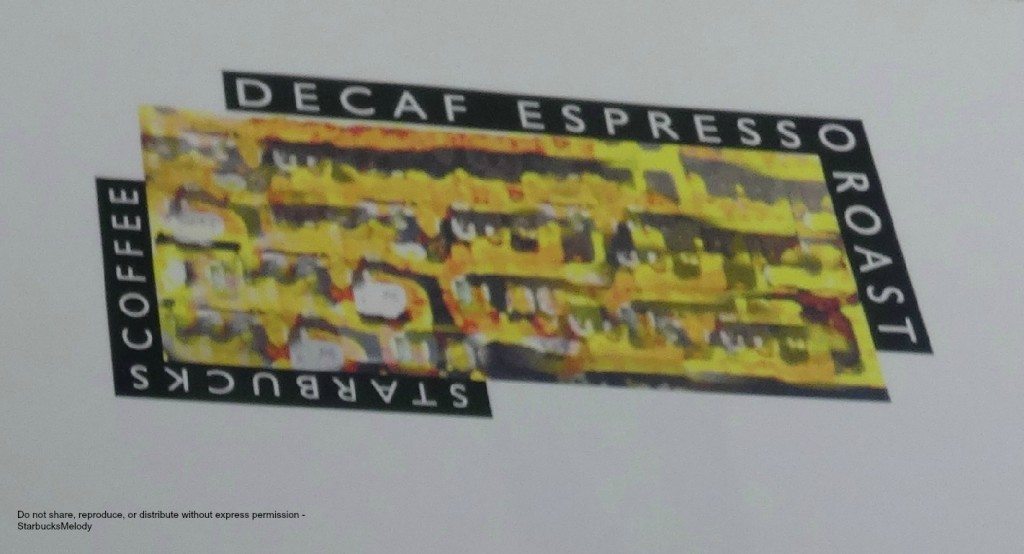 DECAF ESPRESSO ROAST
STARBUCKS COFFEE
Do not share, reproduce, or distribute without express permission -
StarbucksMelody